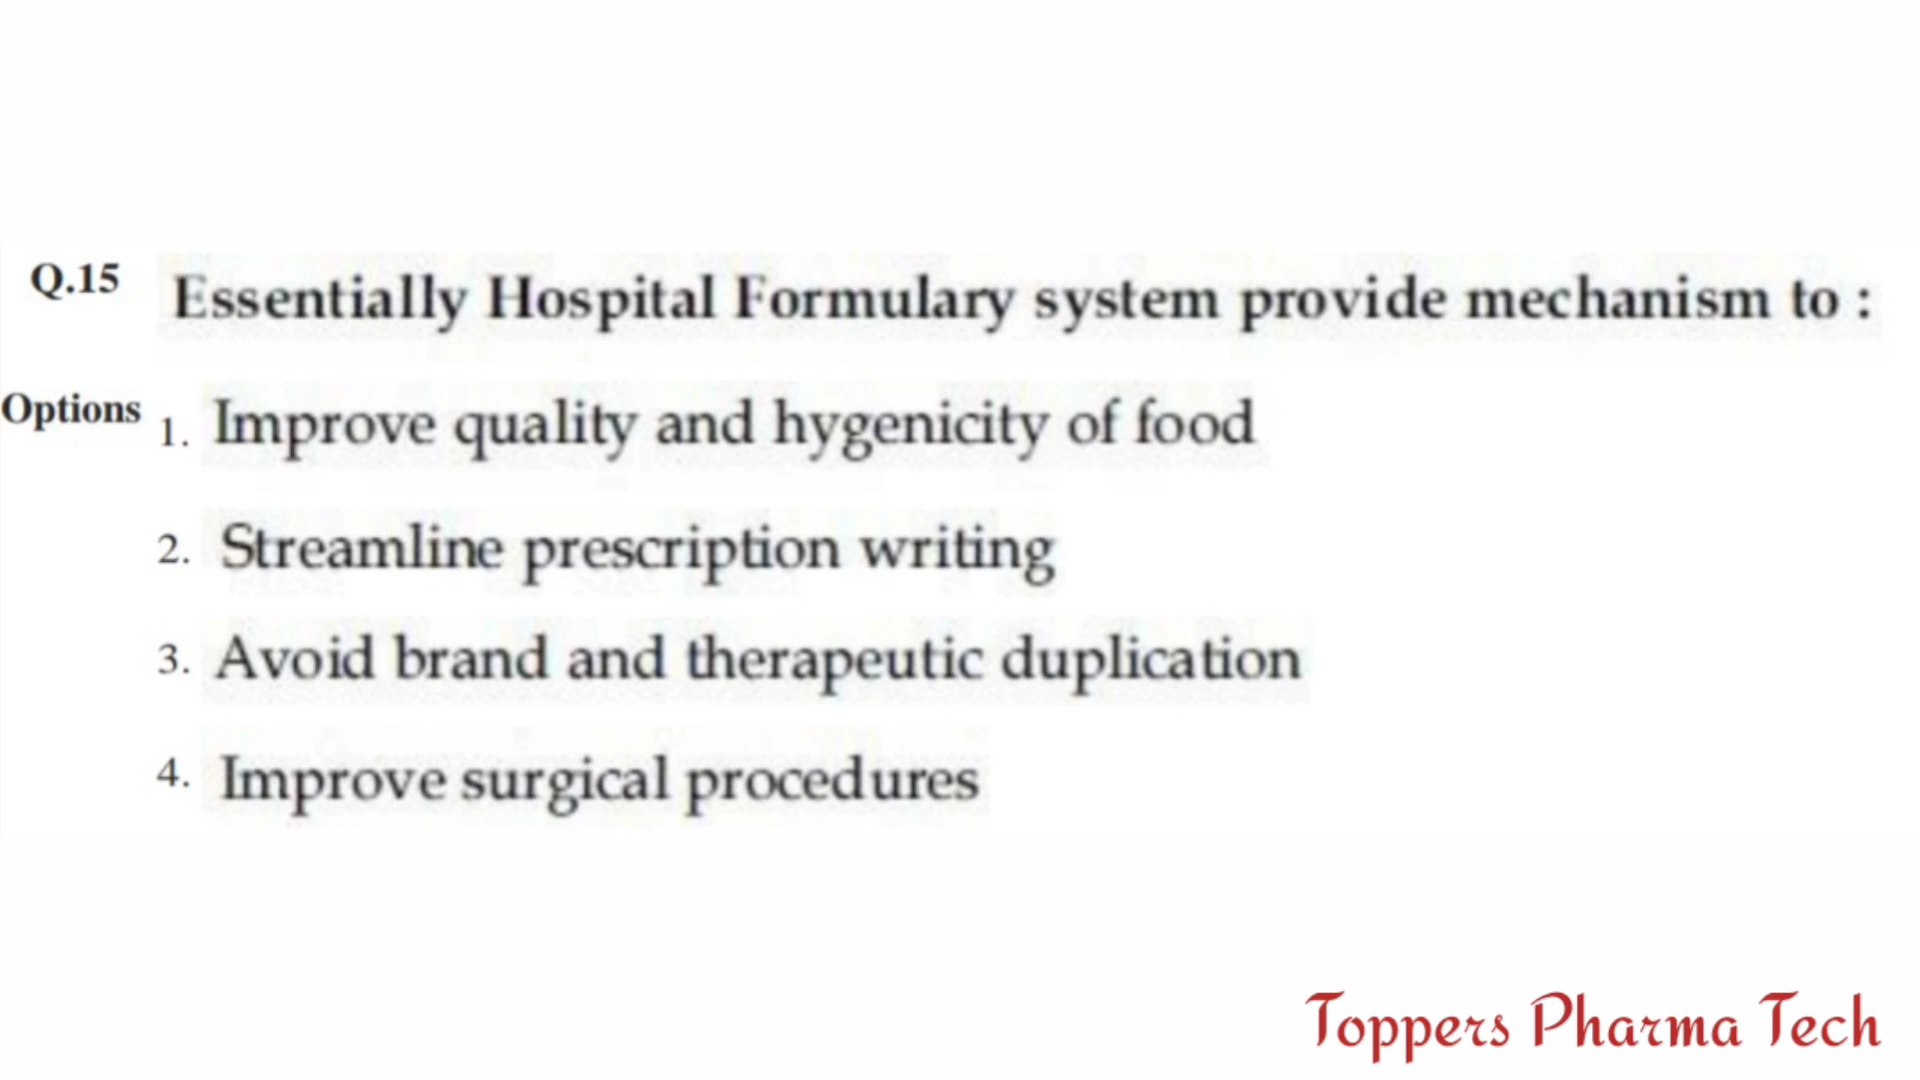 Q.15 Essentially Hospital Formulary system provide mechanism to :
Options 1. Improve quality and hygenicity of food
2. Streamline prescription writing
3. Avoid brand and therapeutic duplication
4. Improve surgical procedures
Toppers Pharma Tech